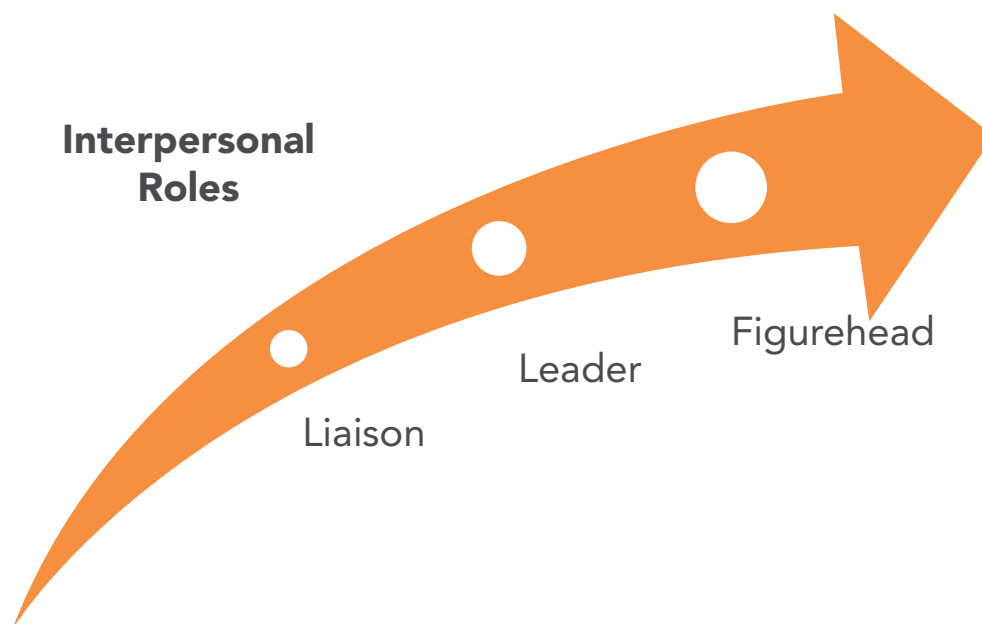 Interpersonal
Roles
Liaison
Leader
Figurehead